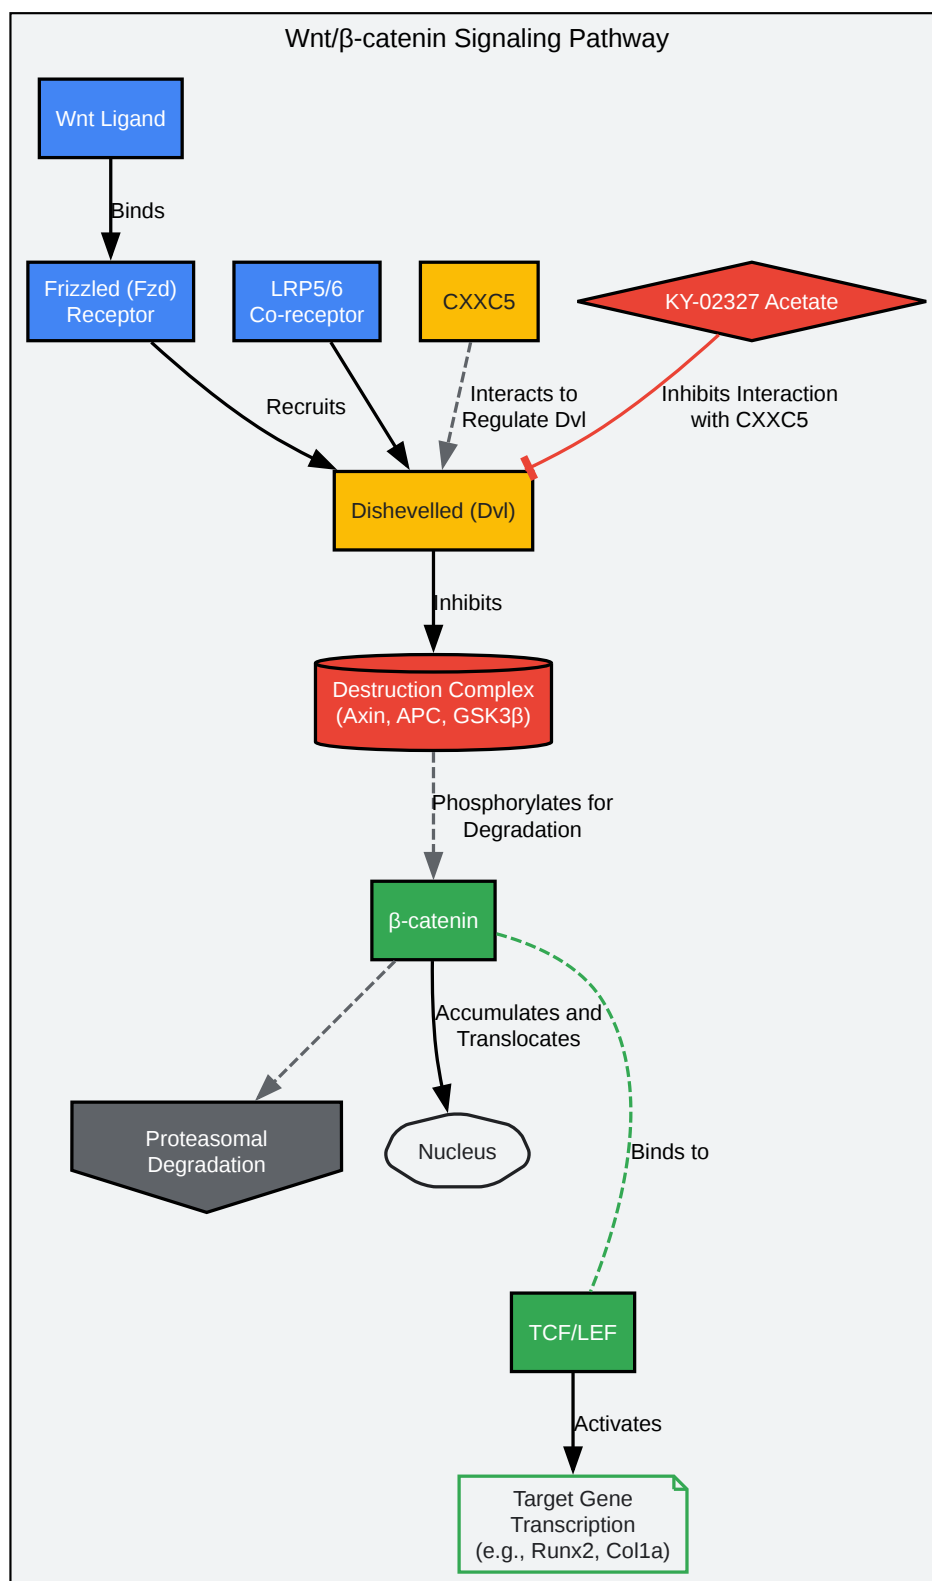 Wnt/β-catenin Signaling Pathway
Wnt Ligand
Binds
Frizzled (Fzd)
Receptor
LRP5/6
Co-receptor
CXXC5
KY-02327 Acetate
Recruits
Interacts to
Regulate Dvl
Inhibits Interaction
with CXXC5
Dishevelled (Dvl)
Inhibits
Destruction Complex
(Axin, APC, GSK3β)
Phosphorylates for
Degradation
β-catenin
Accumulates and
Translocates
Proteasomal
Degradation
Nucleus
Binds to
TCF/LEF
Activates
Target Gene
Transcription
(e.g., Runx2, Col1a)